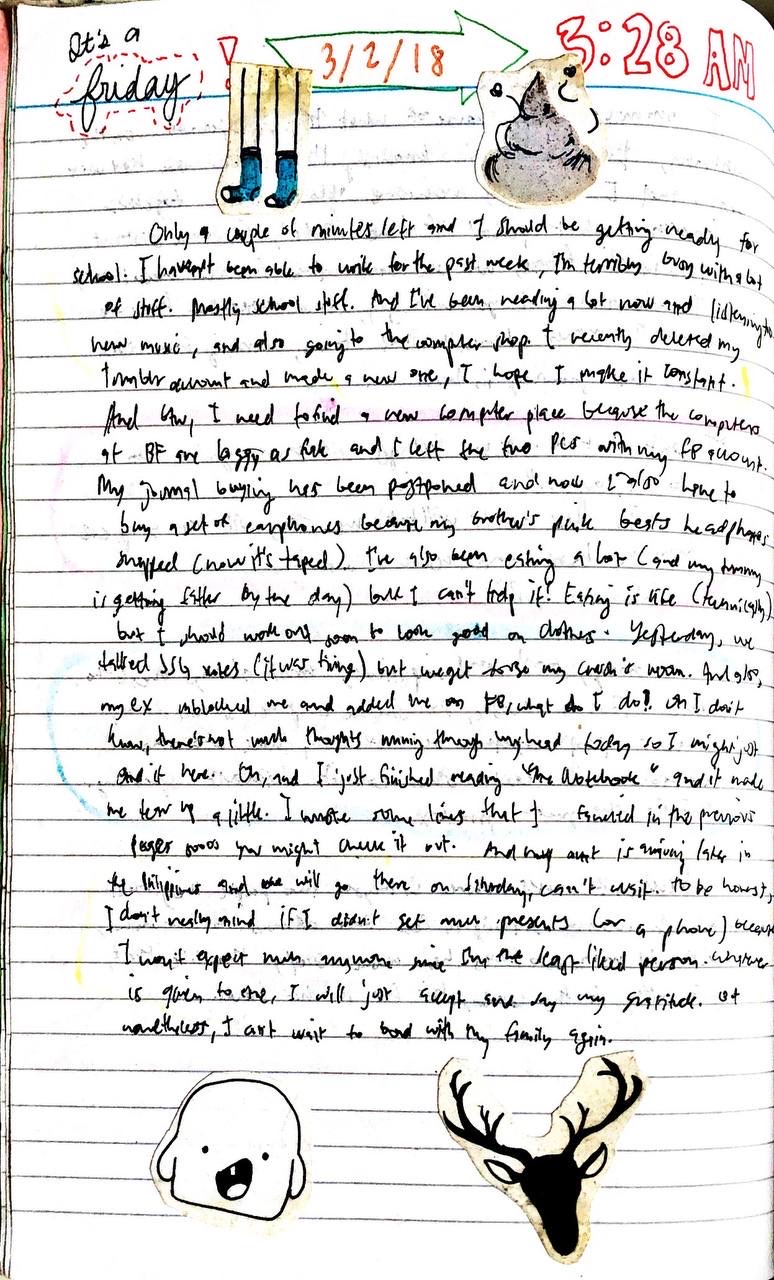 It's a
friday!
3/2/18
3:28 AM
Only a couple of minutes left and I should be getting ready for
school. I haven't been able to write for the past week, I'm terribly busy with a lot
of stuff. Mostly school stuff. And I've been reading a lot now and listening to
new music, and also going to the computer shop. I recently deleted my
tumblr account and made a new one, I hope I make it constant.
And btw, I need to find a new computer place because the computers
at BF are laggy as fuk and I left the two PCs with my FB account.
My journal buying has been postponed and now I also have to
buy a set of earphones because my brother's pink beats headphones
snapped (now it's taped). I've also been eating a lot (and my tummy
is getting fatter by the day) but I can't help it! Eating is life (technically)
but I should work out soon to look good on clothes. Yesterday, we
tallied SSG votes (it was tiring) but we get to go my crush's room. And also,
my ex unblocked me and added me on FB, what do I do? Oh I don't
know, there's not much thoughts running through my head today so I might just
end it here. Oh, and I just finished reading "The Notebook" and it made
me tear up a little. I wrote some lines that I in the previous
pages so you might check it out. And my aunt is arriving later in
the Philippines and we will go there on Saturday, can't wait. To be honest,
I don't really mind if I didn't get much presents (or a phone) because
I won't expect much anymore since I'm the least liked person. Whatever
is given to me, I will just accept and say my gratitude.
nonetheless, I can't wait to bond with my family again.